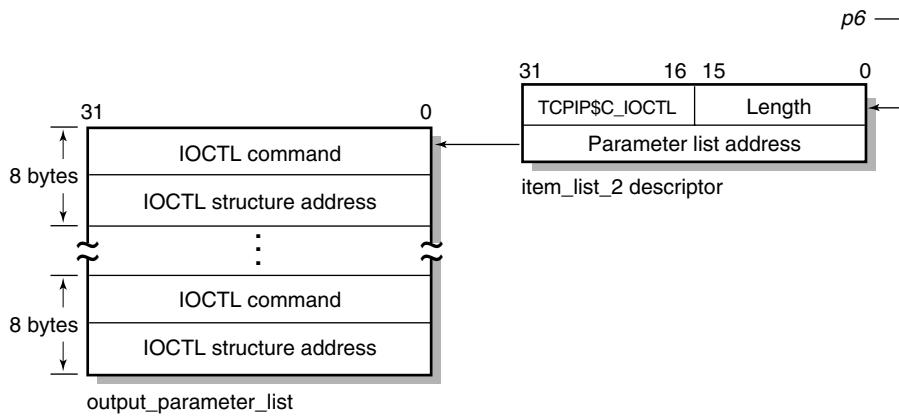 p6
31 16 15 0
TCPIP$C_IOCTL Length
Parameter list address
item_list_2 descriptor
31 0
8 bytes
IOCTL command
IOCTL structure address
8 bytes
IOCTL command
IOCTL structure address
output_parameter_list